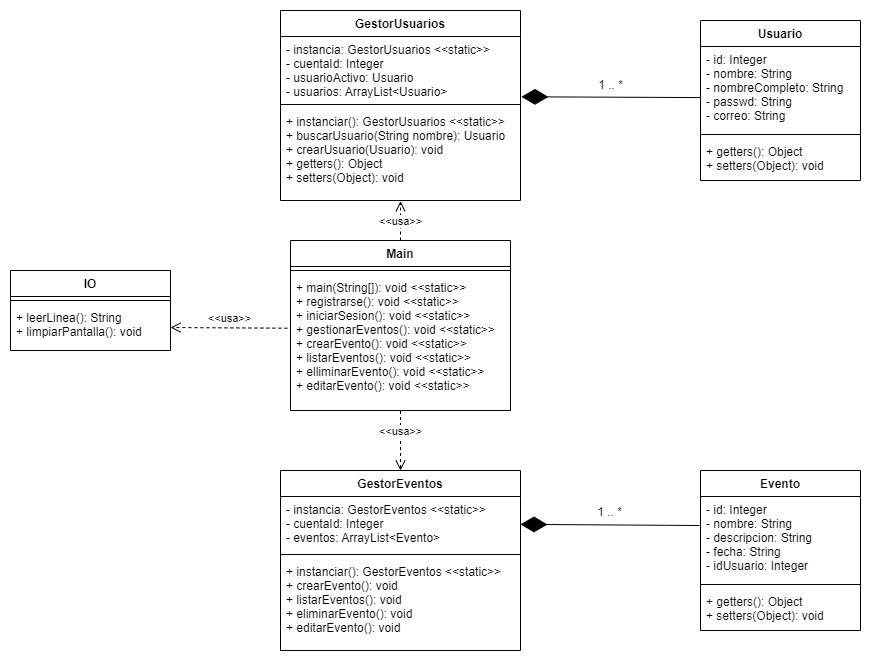 GestorUsuarios
- instancia: GestorUsuarios <<static>>
- cuentaId: Integer
- usuarioActivo: Usuario
- usuarios: ArrayList<Usuario>
+ instanciar(): GestorUsuarios <<static>>
+ buscarUsuario(String nombre): Usuario
+ crearUsuario(Usuario): void
+ getters(): Object
+ setters(Object): void
1 .. *
Usuario
- id: Integer
- nombre: String
- nombreCompleto: String
- passwd: String
- correo: String
+ getters(): Object
+ setters(Object): void
<<usa>>
IO
+ leerLinea(): String
+ limpiarPantalla(): void
<<usa>>
Main
+ main(String[]): void <<static>>
+ registrarse(): void <<static>>
+ iniciarSesion(): void <<static>>
+ gestionarEventos(): void <<static>>
+ crearEvento(): void <<static>>
+ listarEventos(): void <<static>>
+ elliminarEvento(): void <<static>>
+ editarEvento(): void <<static>>
<<usa>>
GestorEventos
- instancia: GestorEventos <<static>>
- cuentaId: Integer
- eventos: ArrayList<Evento>
+ instanciar(): GestorEventos <<static>>
+ crearEvento(): void
+ listarEventos(): void
+ eliminarEvento(): void
+ editarEvento(): void
1 .. *
Evento
- id: Integer
- nombre: String
- descripcion: String
- fecha: String
- idUsuario: Integer
+ getters(): Object
+ setters(Object): void